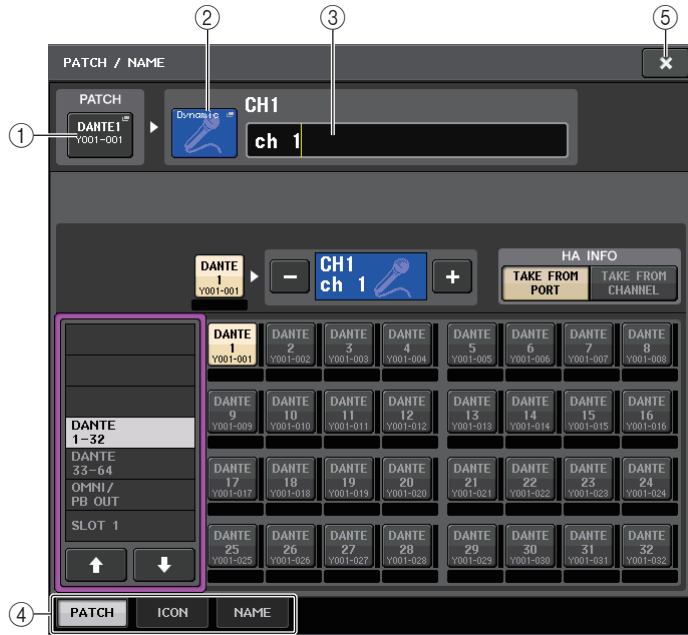 ② ③ ⑤
PATCH / NAME
×
PATCH
①
DANTE1
Y001-001
Dynamic
CH1
ch 1
DANTE
1
Y001-001
−
CH1
ch 1
+
HA INFO
TAKE FROM
PORT
TAKE FROM
CHANNEL
DANTE
1-32
DANTE
33-64
OMNI/
PB OUT
SLOT 1
DANTE DANTE DANTE DANTE DANTE DANTE DANTE DANTE
1 2 3 4 5 6 7 8
Y001-001 Y001-002 Y001-003 Y001-004 Y001-005 Y001-006 Y001-007 Y001-008
DANTE DANTE DANTE DANTE DANTE DANTE DANTE DANTE
9 10 11 12 13 14 15 16
Y001-009 Y001-010 Y001-011 Y001-012 Y001-013 Y001-014 Y001-015 Y001-016
DANTE DANTE DANTE DANTE DANTE DANTE DANTE DANTE
17 18 19 20 21 22 23 24
Y001-017 Y001-018 Y001-019 Y001-020 Y001-021 Y001-022 Y001-023 Y001-024
DANTE DANTE DANTE DANTE DANTE DANTE DANTE DANTE
25 26 27 28 29 30 31 32
Y001-025 Y001-026 Y001-027 Y001-028 Y001-029 Y001-030 Y001-031 Y001-032
④
PATCH ICON NAME